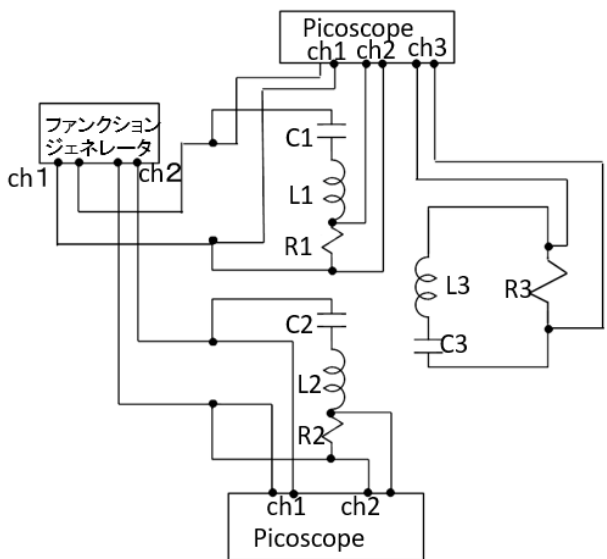 Picoscope
ch1 ch2 ch3
ファンクション
ジェネレータ
ch1 ch2
C1
L1
R1
L3
R3
C3
C2
L2
R2
ch1 ch2
Picoscope